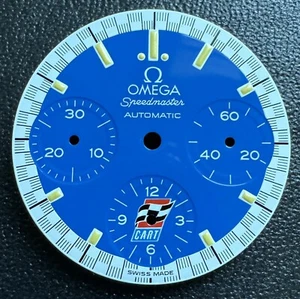 Ω
OMEGA
Speedmaster
AUTOMATIC
30
20 10
60
40 20
12
9 3
CART
6
SWISS MADE